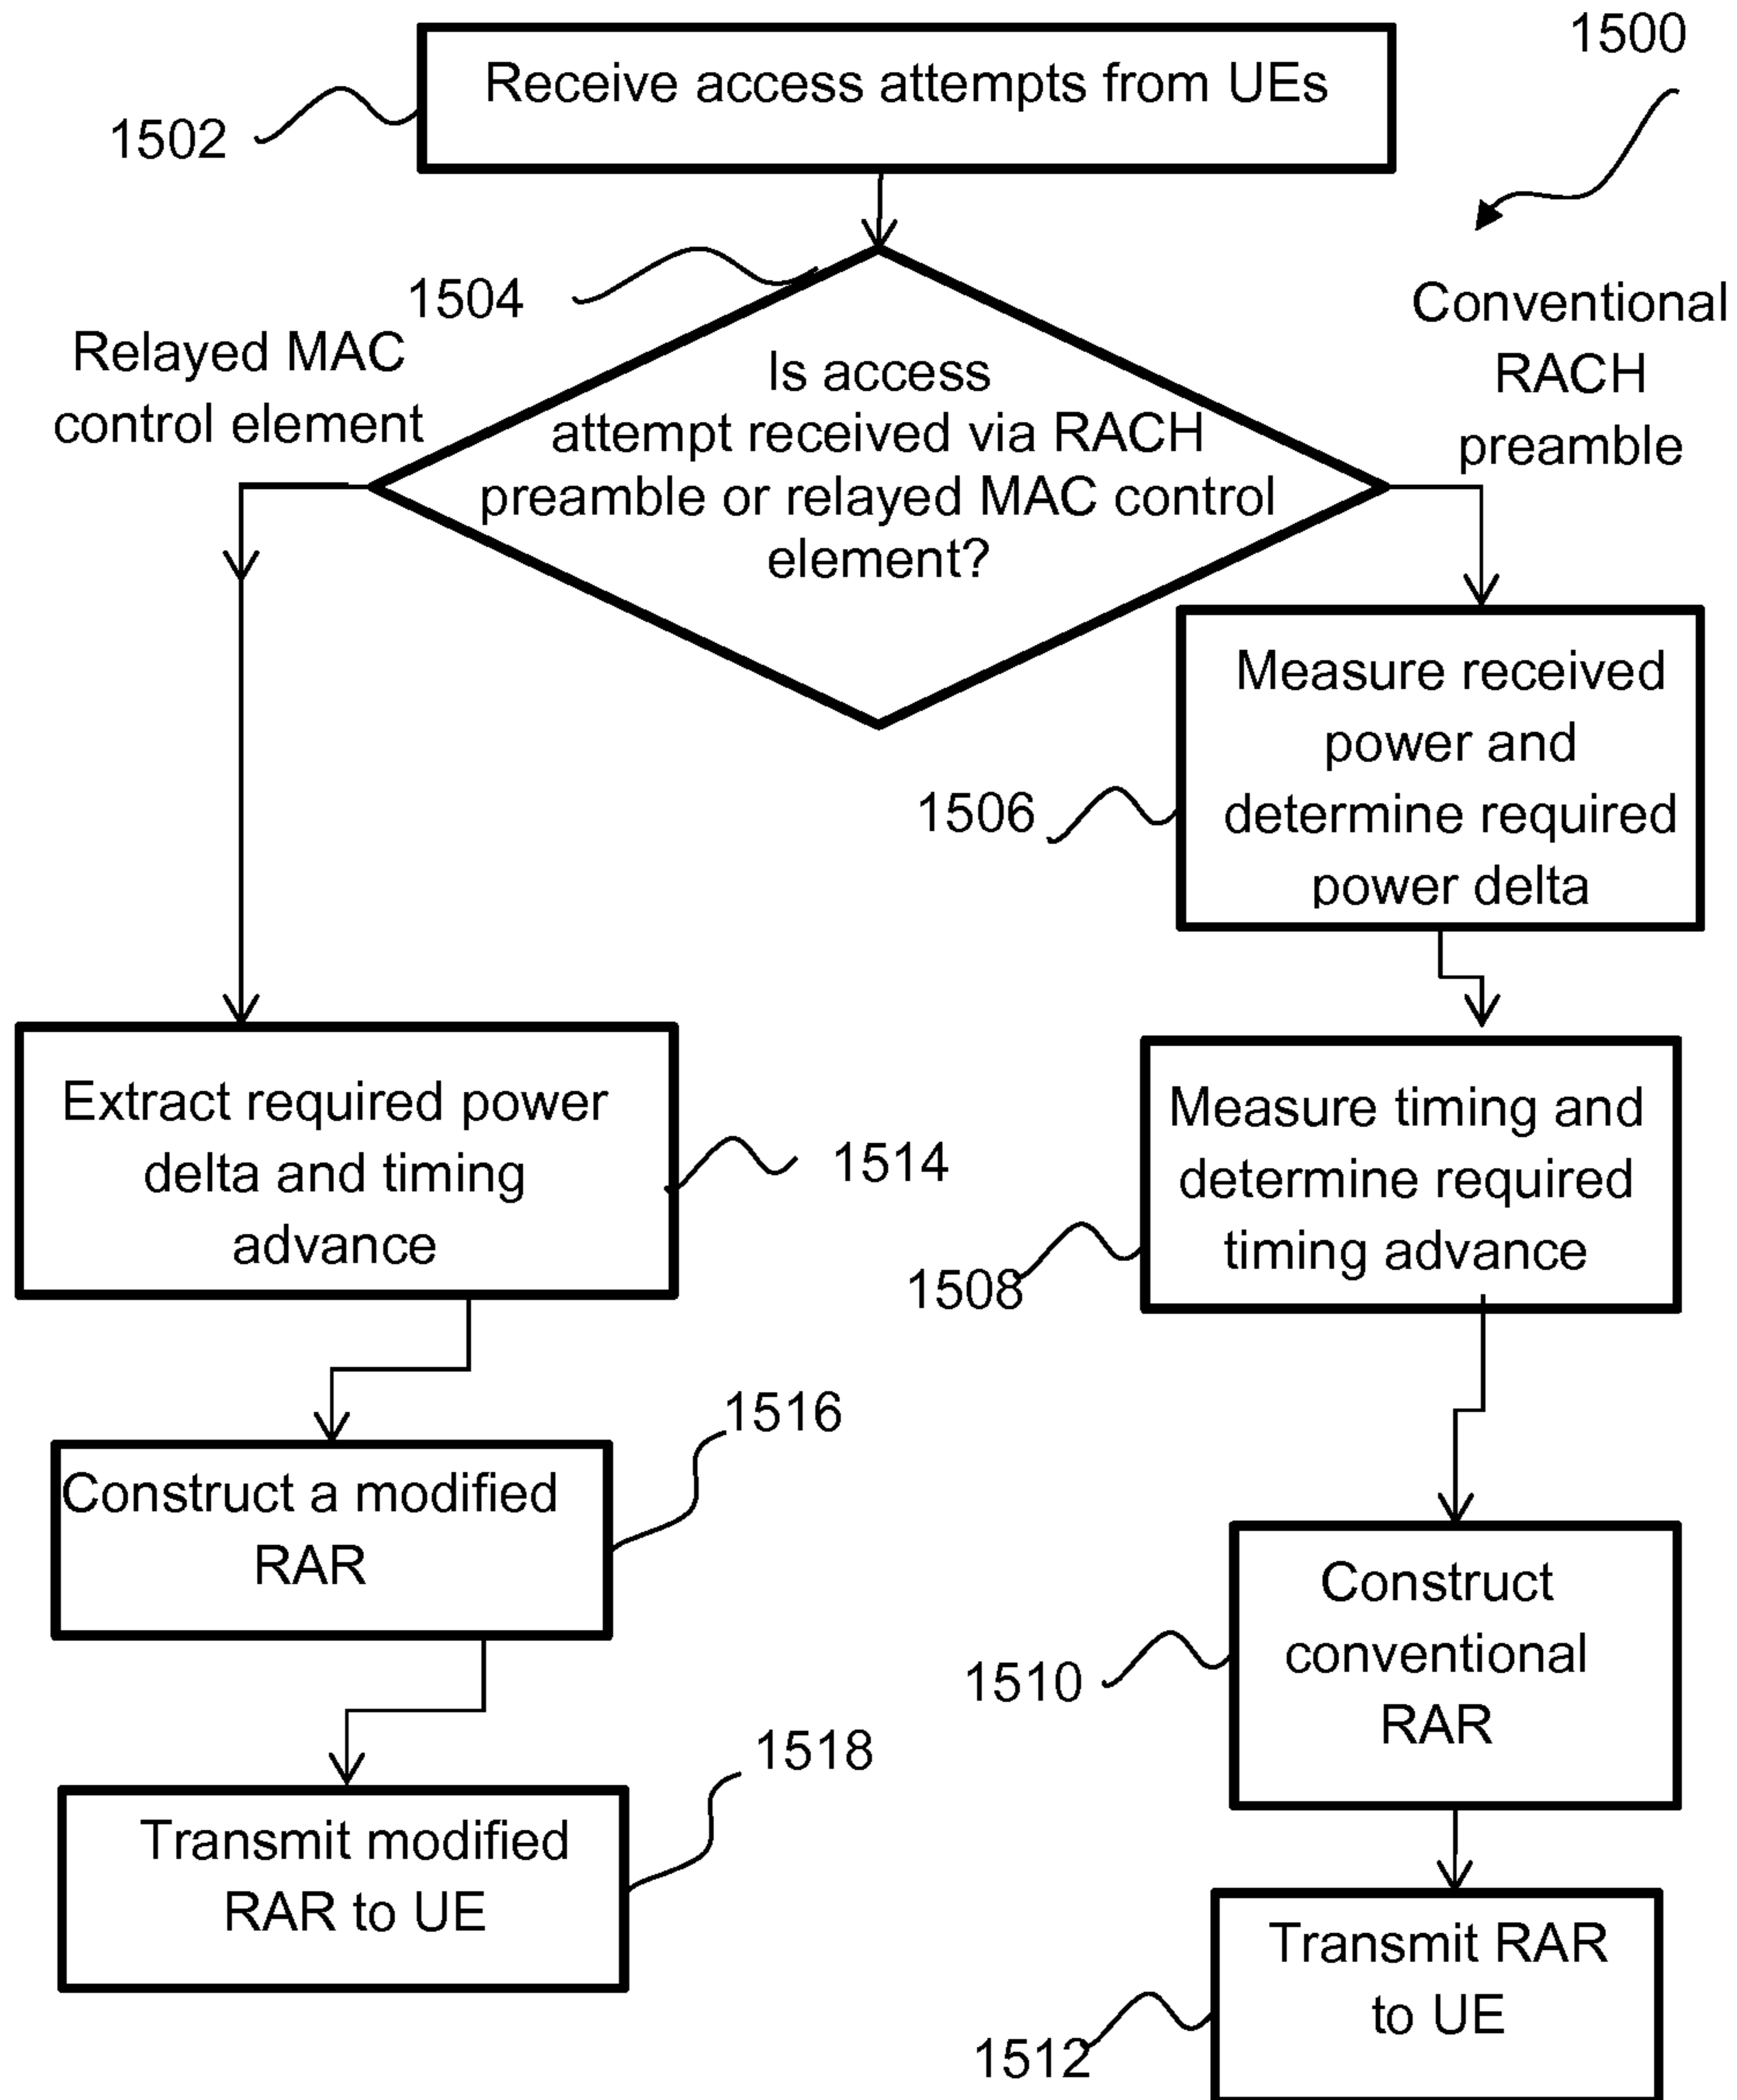 1500
Receive access attempts from UEs
1502
1504
Relayed MAC
control element
Conventional
RACH
preamble
Is access
attempt received via RACH
preamble or relayed MAC control
element?
Measure received
power and
determine required
power delta
1506
Extract required power
delta and timing
advance
1514
Measure timing and
determine required
timing advance
1508
Construct a modified
RAR
1516
Construct
conventional
RAR
1510
Transmit modified
RAR to UE
1518
Transmit RAR
to UE
1512